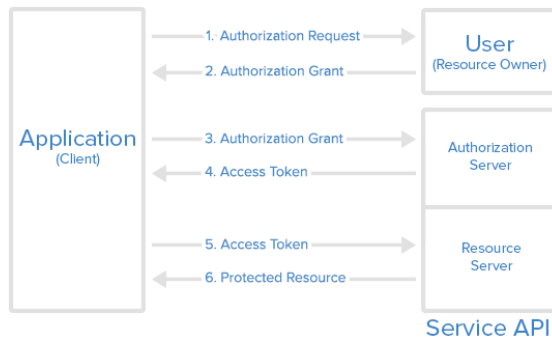 Application
(Client)
1. Authorization Request
2. Authorization Grant
3. Authorization Grant
4. Access Token
5. Access Token
6. Protected Resource
User
(Resource Owner)
Authorization
Server
Resource
Server
Service API